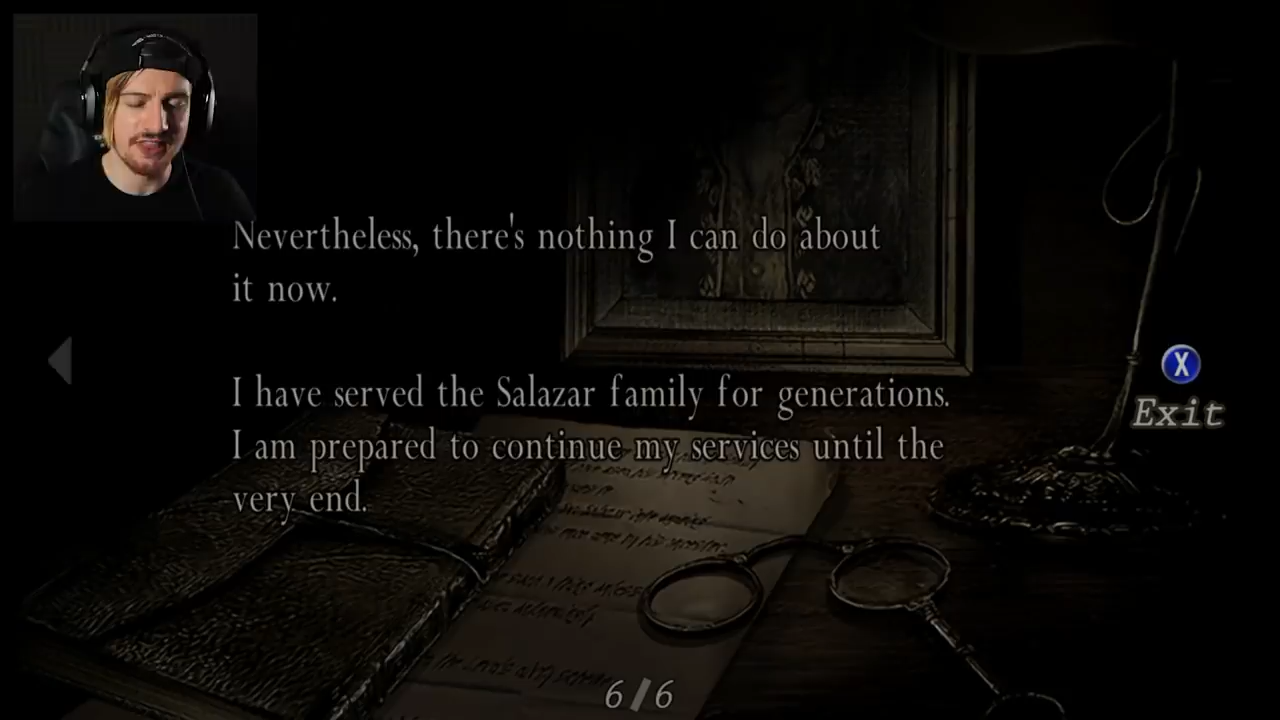 Nevertheless, there's nothing I can do about
it now.
I have served the Salazar family for generations.
I am prepared to continue my services until the
very end.
X
Exit
6/6